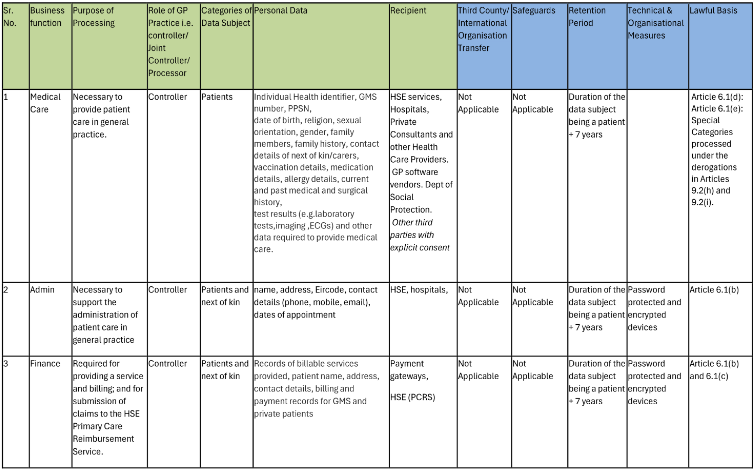 Sr.
No.
Business
function
Purpose of
Processing
Role of GP
Practice i.e.
controller/
Joint
Controller/
Processor
Categories of
Data Subject
Personal Data
Recipient
Third County/
International
Organisation
Transfer
Safeguards
Retention
Period
Technical &
Organisational
Measures
Lawful Basis
1
Medical
Care
Necessary to
provide patient
care in general
practice.
Controller
Patients
Individual Health identifier, GMS
number, PPSN,
date of birth, religion, sexual
orientation, gender, family
members, family history, contact
details of next of kin/carers,
vaccination details, medication
details, allergy details, current
and past medical and surgical
history,
test results (e.g.laboratory
tests,imaging ,ECGs) and other
data required to provide medical
care.
HSE services,
Hospitals,
Private
Consultants and
other Health
Care Providers.
GP software
vendors. Dept of
Social
Protection.
Other third
parties with
explicit consent
Not
Applicable
Not
Applicable
Duration of the
data subject
being a patient
+ 7 years
Article 6.1(d):
Article 6.1(e):
Special
Categories
processed
under the
derogations
in Articles
9.2(h) and
9.2(i).
2
Admin
Necessary to
support the
administration of
patient care in
general practice
Controller
Patients and
next of kin
name, address, Eircode, contact
details (phone, mobile, email),
dates of appointment
HSE, hospitals,
Not
Applicable
Not
Applicable
Duration of the
data subject
being a patient
+ 7 years
Password
protected and
encrypted
devices
Article 6.1(b)
3
Finance
Required for
providing a service
and billing; and for
submission of
claims to the HSE
Primary Care
Reimbursement
Service.
Controller
Patients and
next of kin
Records of billable services
provided, patient name, address,
contact details, billing and
payment records for GMS and
private patients
Payment
gateways,
HSE (PCRS)
Not
Applicable
Not
Applicable
Duration of the
data subject
being a patient
+ 7 years
Password
protected and
encrypted
devices
Article 6.1(b)
and 6.1(c)